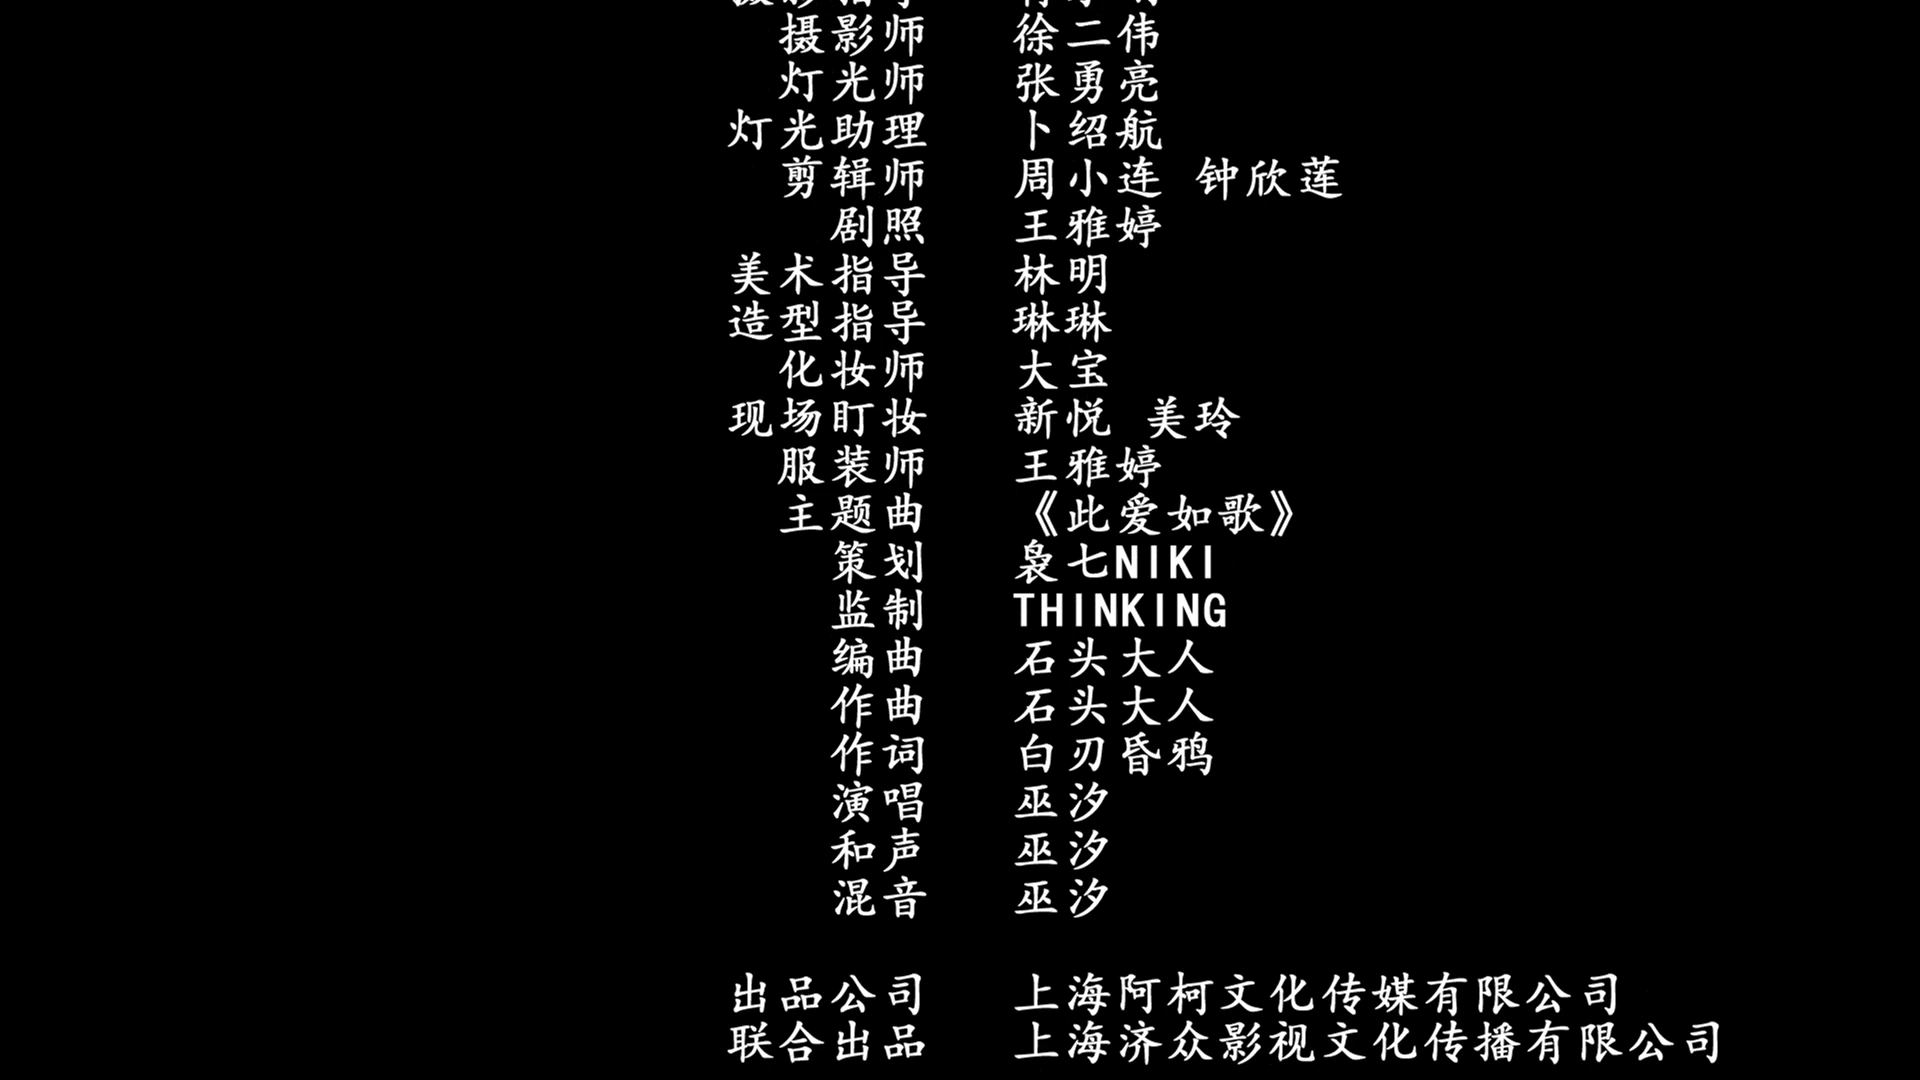 摄影师 徐二伟
灯光师 张勇亮
灯光助理 卜绍航
剪辑师 周小连 钟欣莲
剧照 王雅婷
美术指导 林明
造型指导 琳琳
化妆师 大宝
现场盯妆 新悦 美玲
服装师 王雅婷
主题曲 《此爱如歌》
策划 袅七NIKI
监制 THINKING
编曲 石头大人
作曲 石头大人
作词 白刃昏鸦
演唱 巫汐
和声 巫汐
混音 巫汐
出品公司 上海阿柯文化传媒有限公司
联合出品 上海济众影视文化传播有限公司